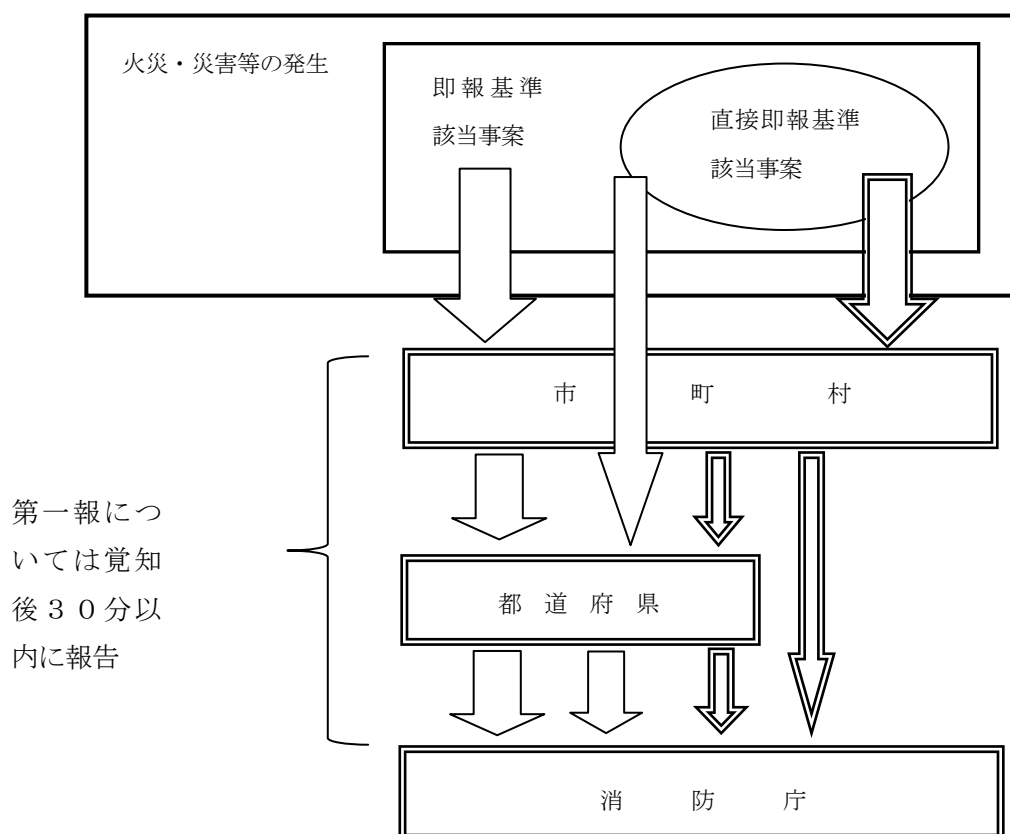 火災・災害等の発生
即報基準
該当事案
直接即報基準
該当事案
市町村
第一報につ
いては覚知
後３０分以
内に報告
都道府県
消防庁